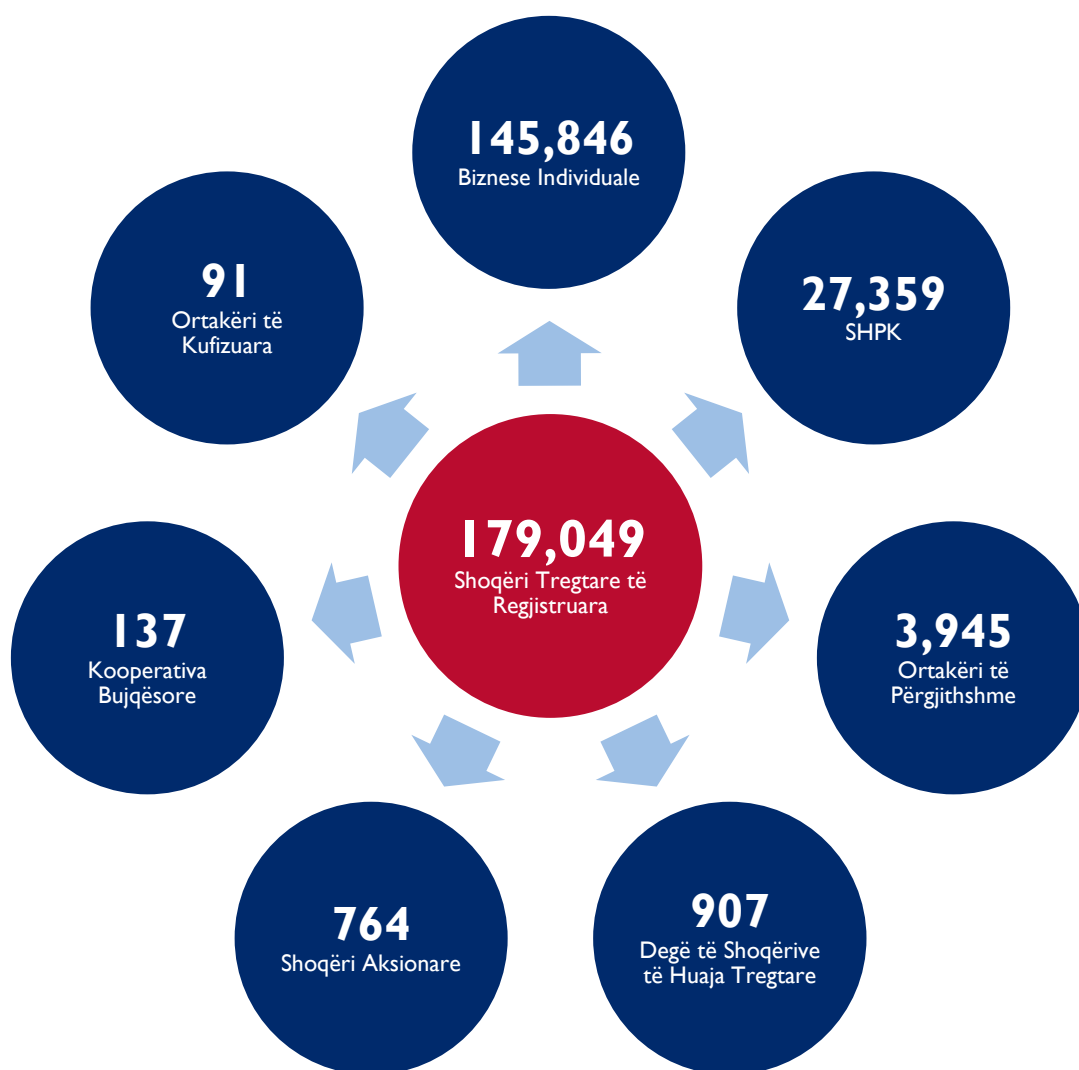 145,846
Biznese Individuale
27,359
SHPK
3,945
Ortakëri të
Përgjithshme
907
Degë të Shoqërive
të Huaja Tregtare
764
Shoqëri Aksionare
137
Kooperativa
Bujqësore
91
Ortakëri të
Kufizuara
179,049
Shoqëri Tregtare të
Regjistruara